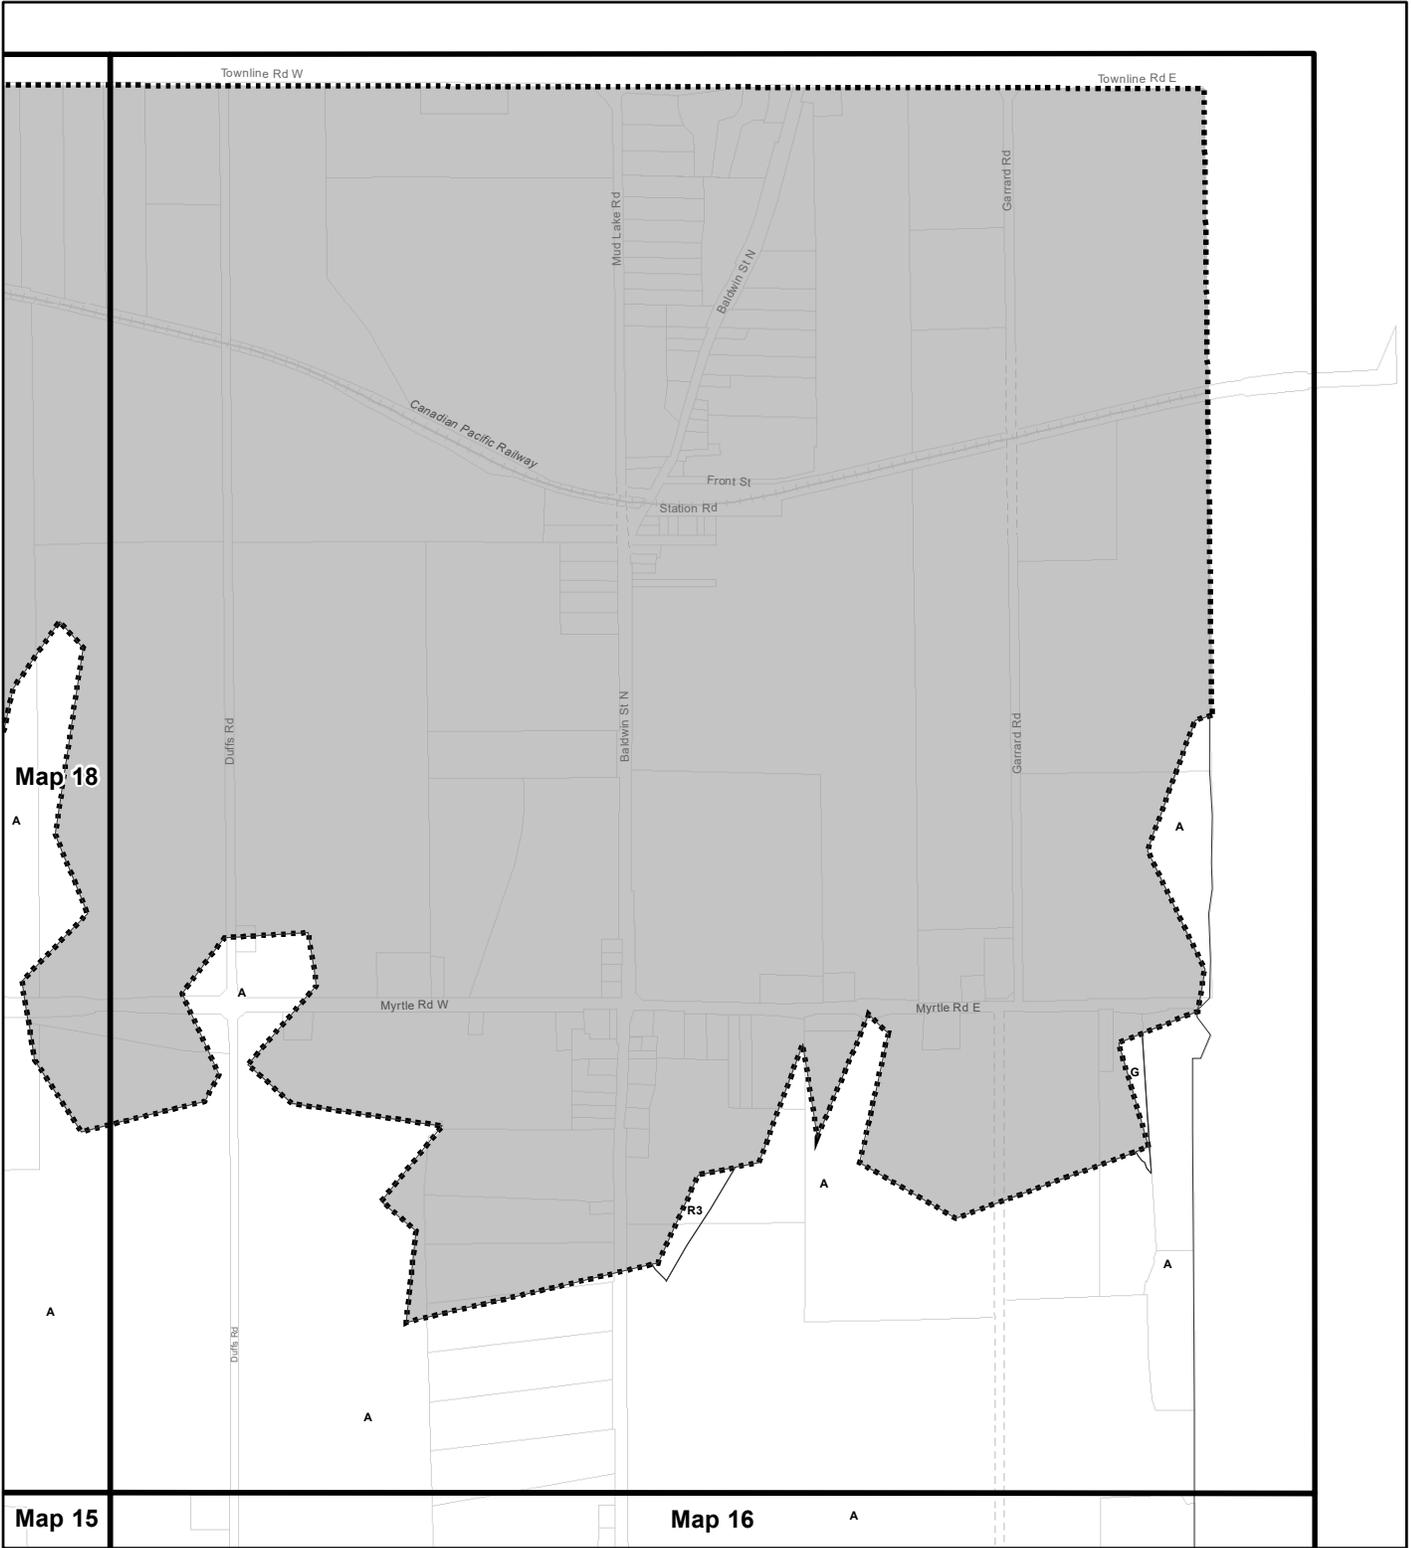 Townline Rd W
Townline Rd E
Garrard Rd
Mud Lake Rd
Baldwin St N
Canadian Pacific Railway
Front St
Station Rd
Duffs Rd
Baldwin St N
Garrard Rd
Map 18
A
A
A
Myrtle Rd W
Myrtle Rd E
G
A
R3
A
A
Duffs Rd
A
Map 15
Map 16
A